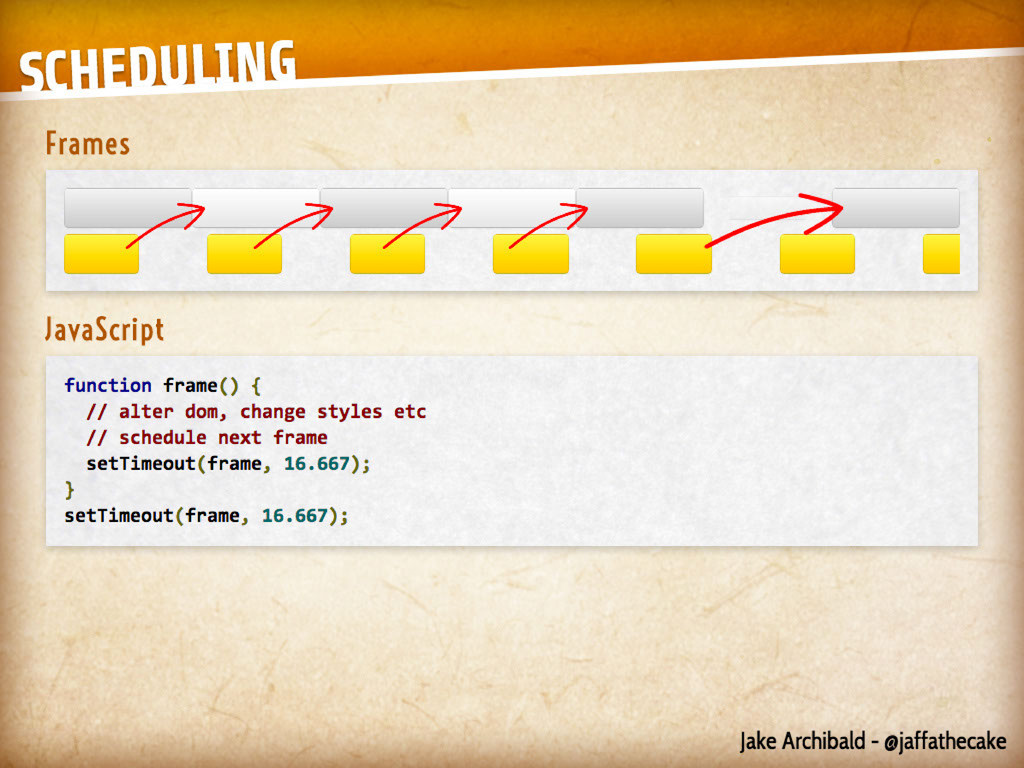 SCHEDULING
Frames
JavaScript
function frame() {
  // alter dom, change styles etc
  // schedule next frame
  setTimeout(frame, 16.667);
}
setTimeout(frame, 16.667);
Jake Archibald - @jaffathecake